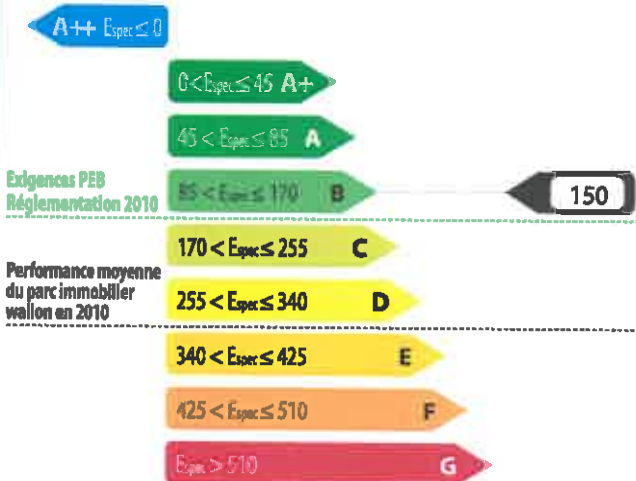 A++ Espec ≤ 0
0 < Espec ≤ 45 A+
45 < Espec ≤ 85 A
Exigences PEB
Réglementation 2010
85 < Espec ≤ 170 B
150
170 < Espec ≤ 255 C
Performance moyenne
du parc immobilier
wallon en 2010
255 < Espec ≤ 340 D
340 < Espec ≤ 425 E
425 < Espec ≤ 510 F
Espec > 510 G